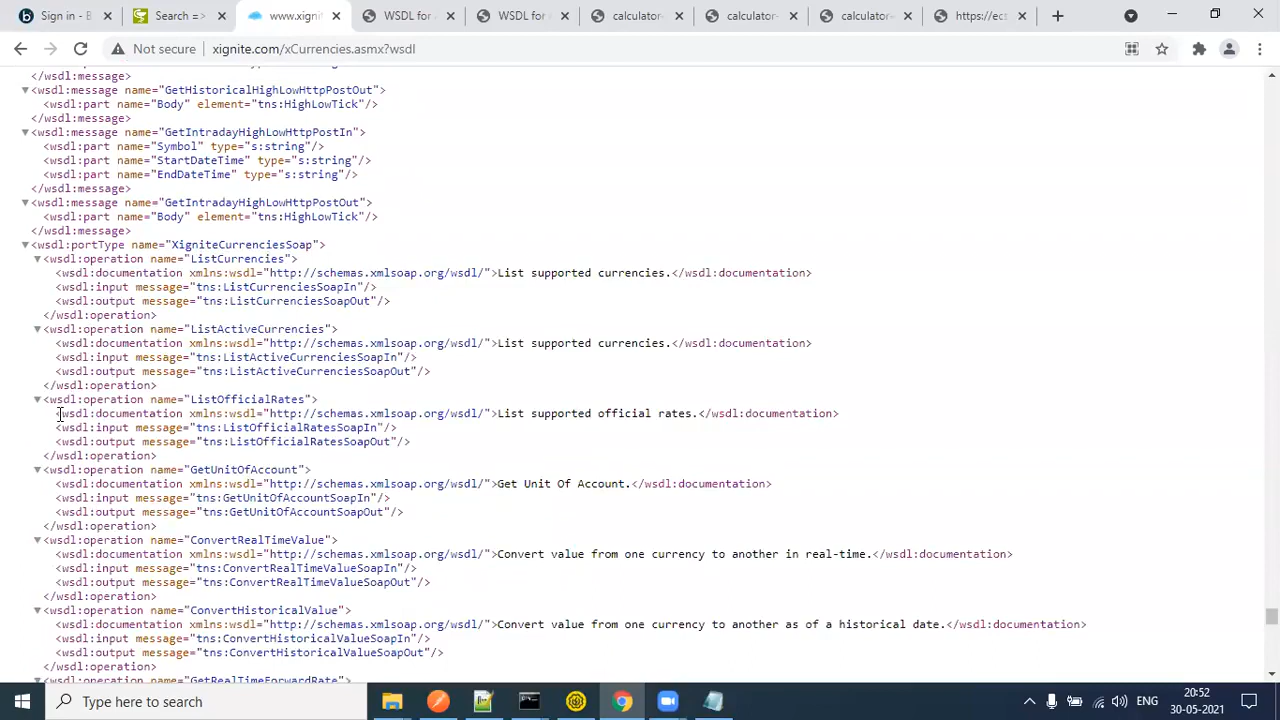 Sign in - B
Search =>
www.xignit
WSDL for
WSDL for
calculator-
calculator-
calculator-
https://ecs
Not secure
xignite.com/xCurrencies.asmx?wsdl
</wsdl:message>
<wsdl:message name="GetHistoricalHighLowHttpPostOut">
<wsdl:part name="Body" element="tns:HighLowTick"/>
</wsdl:message>
<wsdl:message name="GetIntradayHighLowHttpPostIn">
<wsdl:part name="Symbol" type="s:string"/>
<wsdl:part name="StartDateTime" type="s:string"/>
<wsdl:part name="EndDateTime" type="s:string"/>
</wsdl:message>
<wsdl:message name="GetIntradayHighLowHttpPostOut">
<wsdl:part name="Body" element="tns:HighLowTick"/>
</wsdl:message>
<wsdl:portType name="XigniteCurrenciesSoap">
<wsdl:operation name="ListCurrencies">
<wsdl:documentation xmlns:wsdl="http://schemas.xmlsoap.org/wsdl/">List supported currencies.</wsdl:documentation>
<wsdl:input message="tns:ListCurrenciesSoapIn"/>
<wsdl:output message="tns:ListCurrenciesSoapOut"/>
</wsdl:operation>
<wsdl:operation name="ListActiveCurrencies">
<wsdl:documentation xmlns:wsdl="http://schemas.xmlsoap.org/wsdl/">List supported currencies.</wsdl:documentation>
<wsdl:input message="tns:ListActiveCurrenciesSoapIn"/>
<wsdl:output message="tns:ListActiveCurrenciesSoapOut"/>
</wsdl:operation>
<wsdl:operation name="ListOfficialRates">
<wsdl:documentation xmlns:wsdl="http://schemas.xmlsoap.org/wsdl/">List supported official rates.</wsdl:documentation>
<wsdl:input message="tns:ListOfficialRatesSoapIn"/>
<wsdl:output message="tns:ListOfficialRatesSoapOut"/>
</wsdl:operation>
<wsdl:operation name="GetUnitOfAccount">
<wsdl:documentation xmlns:wsdl="http://schemas.xmlsoap.org/wsdl/">Get Unit Of Account.</wsdl:documentation>
<wsdl:input message="tns:GetUnitOfAccountSoapIn"/>
<wsdl:output message="tns:GetUnitOfAccountSoapOut"/>
</wsdl:operation>
<wsdl:operation name="ConvertRealTimeValue">
<wsdl:documentation xmlns:wsdl="http://schemas.xmlsoap.org/wsdl/">Convert value from one currency to another in real-time.</wsdl:documentation>
<wsdl:input message="tns:ConvertRealTimeValueSoapIn"/>
<wsdl:output message="tns:ConvertRealTimeValueSoapOut"/>
</wsdl:operation>
<wsdl:operation name="ConvertHistoricalValue">
<wsdl:documentation xmlns:wsdl="http://schemas.xmlsoap.org/wsdl/">Convert value from one currency to another as of a historical date.</wsdl:documentation>
<wsdl:input message="tns:ConvertHistoricalValueSoapIn"/>
<wsdl:output message="tns:ConvertHistoricalValueSoapOut"/>
</wsdl:operation>
<wsdl:operation name="GetRealTimeForwardRate">
Type here to search
ENG
20:52
30-05-2021